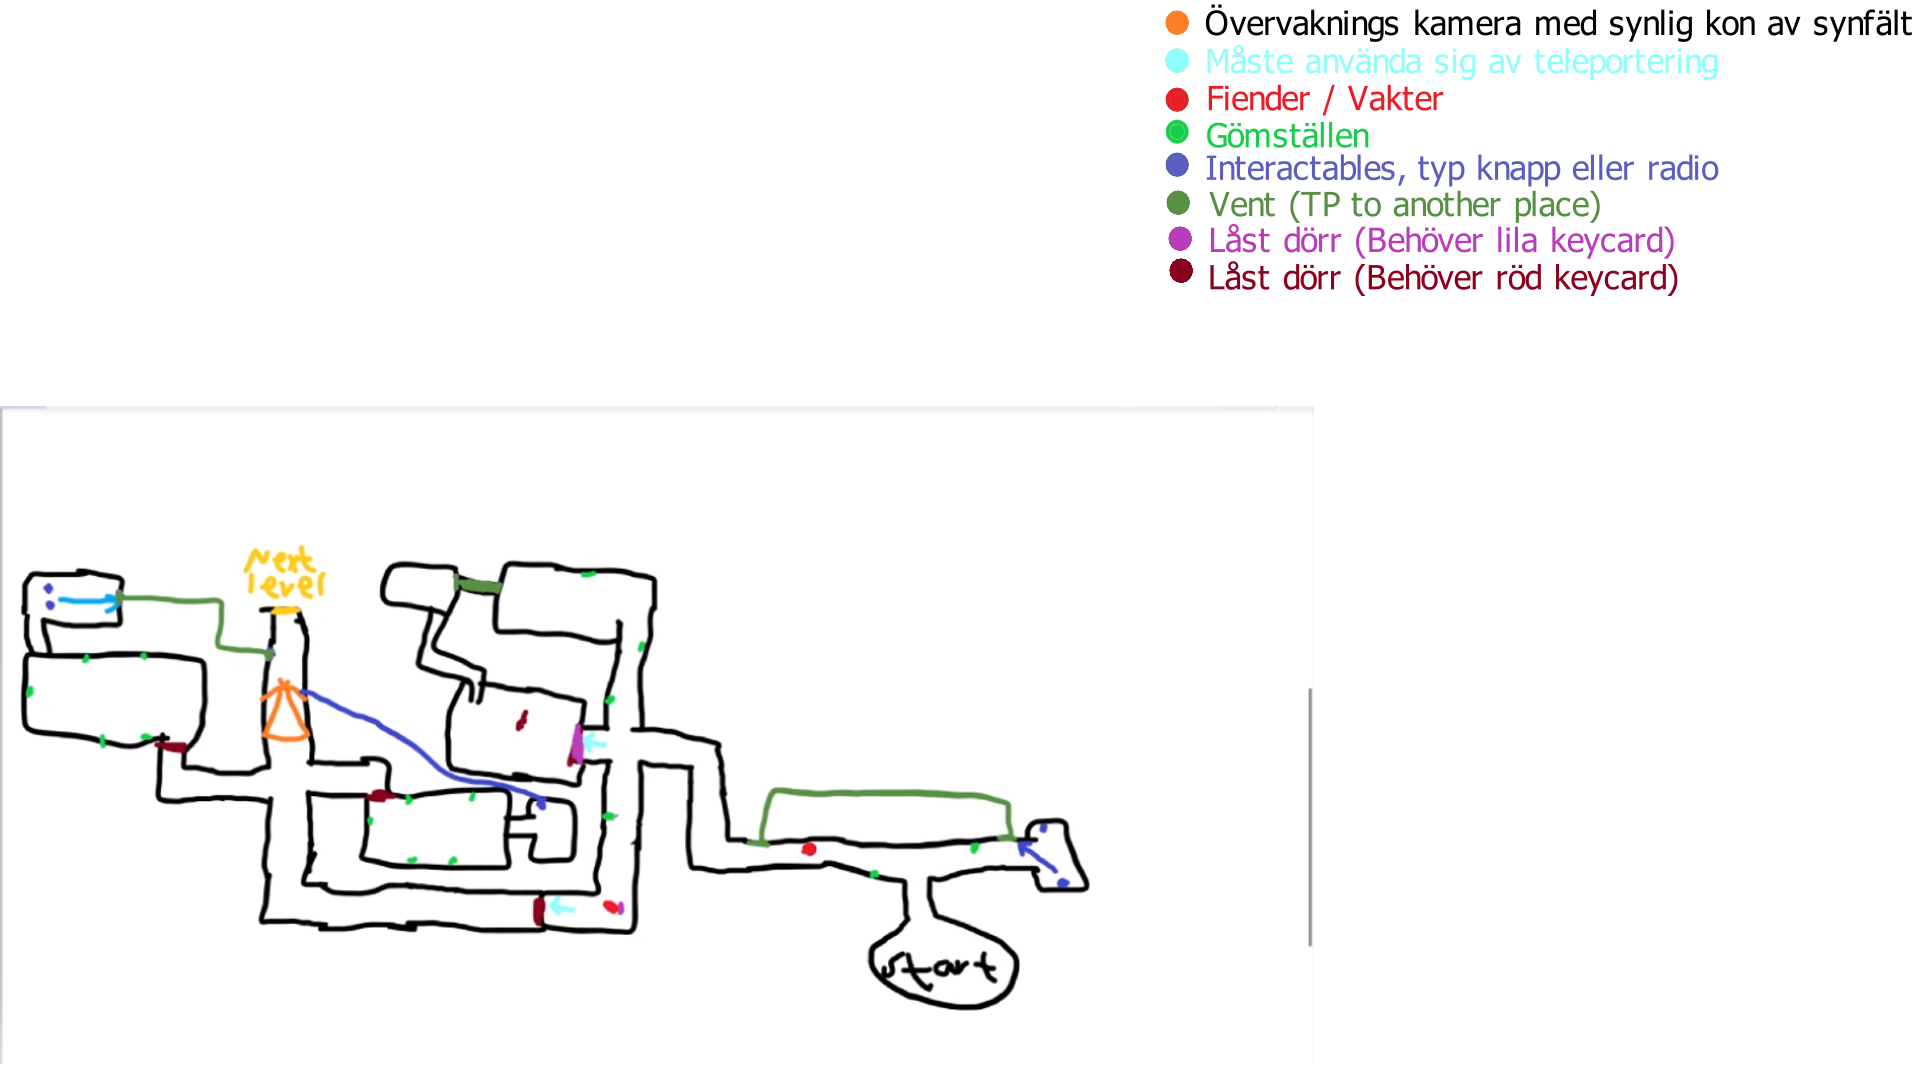 Övervaknings kamera med synlig kon av synfält
Måste använda sig av teleportering
Fiender / Vakter
Gömställen
Interactables, typ knapp eller radio
Vent (TP to another place)
Låst dörr (Behöver lila keycard)
Låst dörr (Behöver röd keycard)
Next
level
start